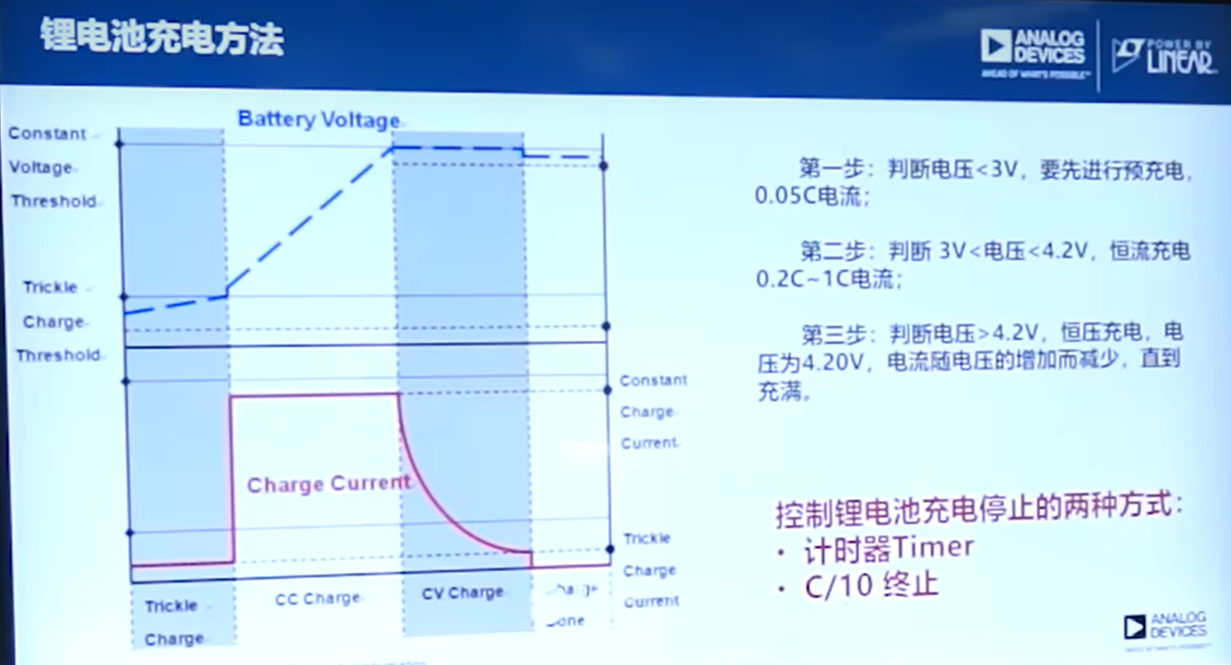 锂电池充电方法
ANALOG
DEVICES
AHEAD OF WHAT'S POSSIBLE™
POWER BY
LINEAR™
Battery Voltage
Constant
Voltage
Threshold
Trickle
Charge
Threshold
第一步：判断电压<3V，要先进行预充电，
0.05C电流；
第二步：判断 3V<电压<4.2V，恒流充电
0.2C~1C电流；
第三步：判断电压>4.2V，恒压充电，电
压为4.20V，电流随电压的增加而减少，直到
充满。
Constant
Charge
Current
Charge Current
Trickle
Charge
Current
Trickle
Charge
CC Charge
CV Charge
控制锂电池充电停止的两种方式：
• 计时器Timer
• C/10 终止
ANALOG
DEVICES